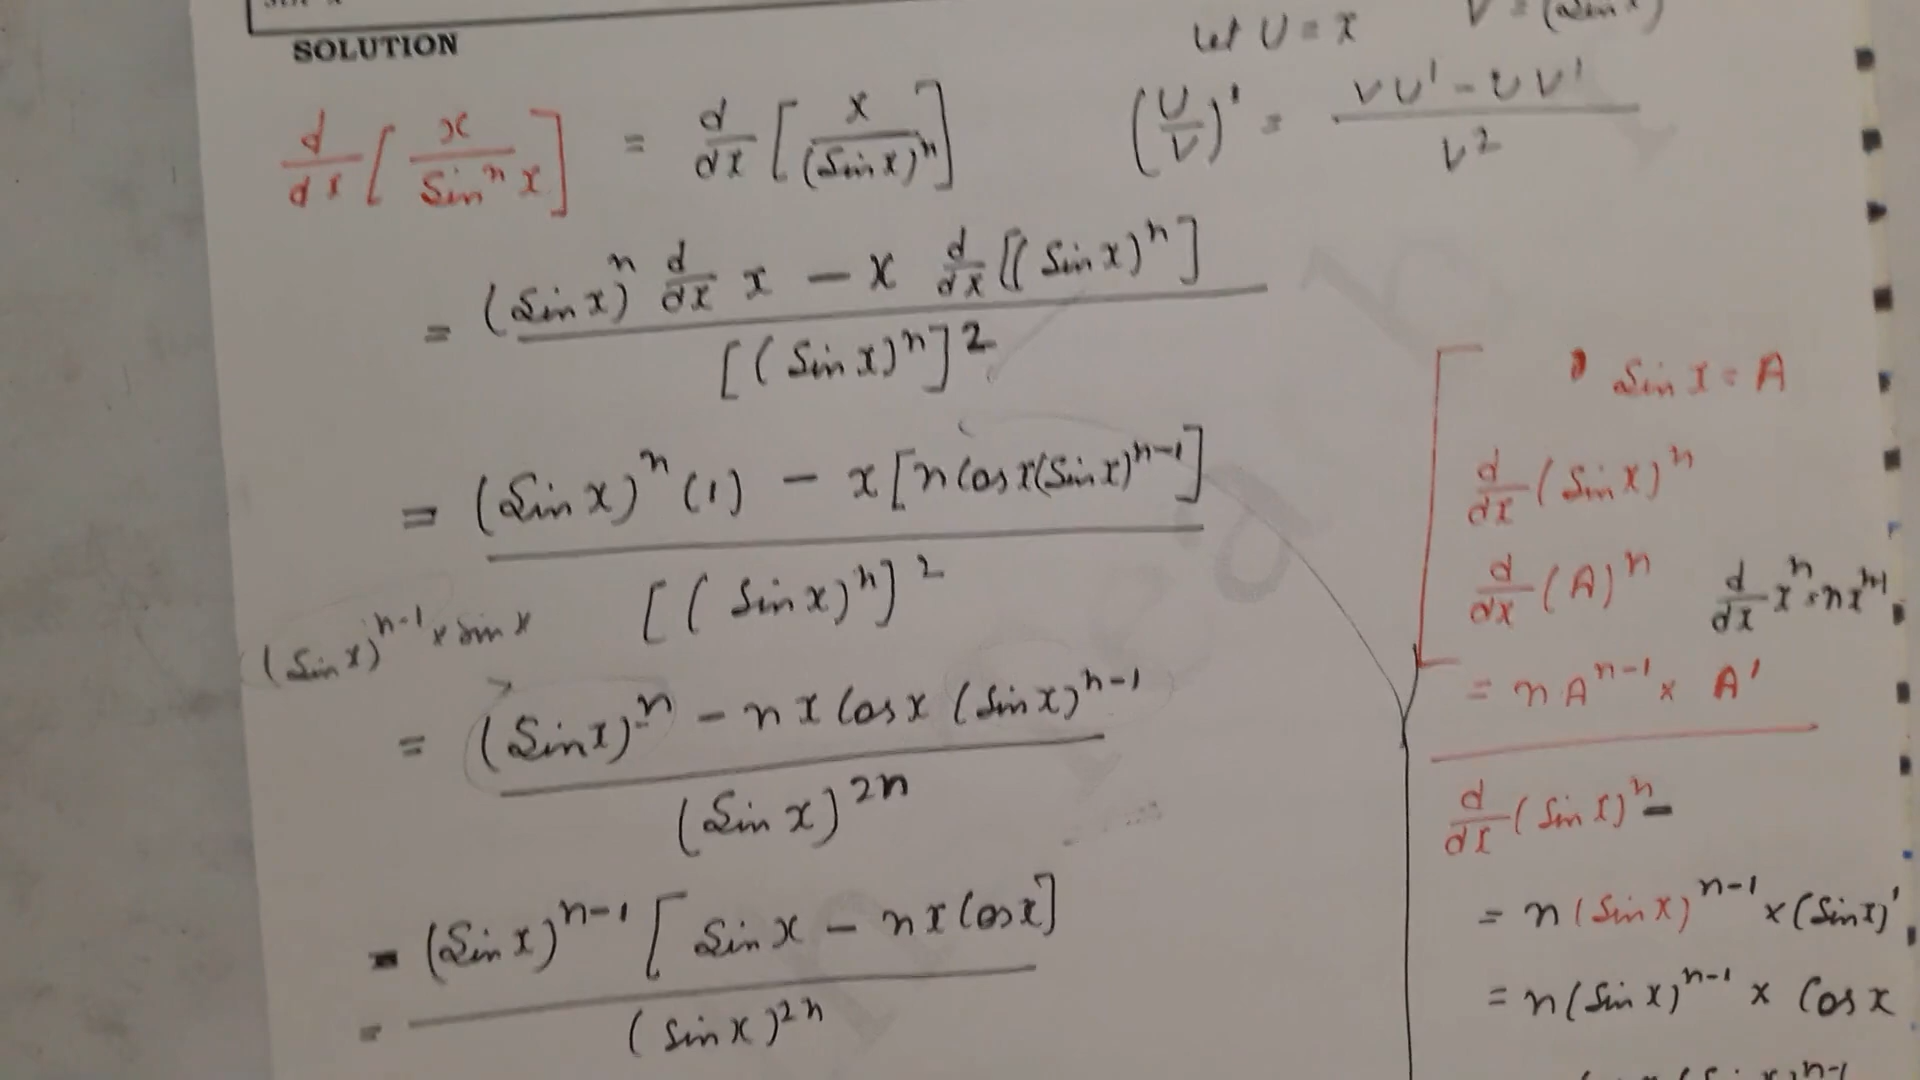 SOLUTION
let U = x
d/dx [ x / Sinⁿ x ] = d/dx [ x / (Sin x)ⁿ ]
(U/V)' = VU' - UV' / V²
= (Sin x)ⁿ d/dx x - x d/dx [(Sin x)ⁿ] / [(Sin x)ⁿ]²
= (Sin x)ⁿ (1) - x [n Cos x (Sin x)ⁿ⁻¹] / [(Sin x)ⁿ]²
(Sin x)ⁿ⁻¹ x Sin x
= (Sin x)ⁿ - n x Cos x (Sin x)ⁿ⁻¹ / (Sin x)²ⁿ
= (Sin x)ⁿ⁻¹ [ Sin x - n x Cos x] / (Sin x)²ⁿ
Sin x = A
d/dx (Sin x)ⁿ
d/dx (A)ⁿ
d/dx xⁿ = nxⁿ⁻¹
= n Aⁿ⁻¹ x A'
d/dx (Sin x)ⁿ -
= n (Sin x)ⁿ⁻¹ x (Sin x)'
= n (Sin x)ⁿ⁻¹ x Cos x